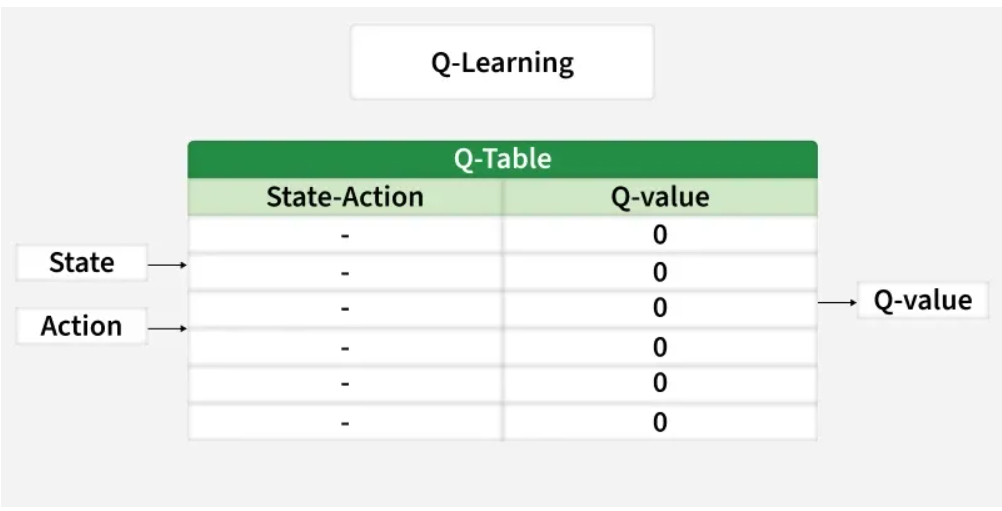 Q-Learning
Q-Table
State-Action Q-value
- 0
State
- 0
- 0
Q-value
Action
- 0
- 0
- 0